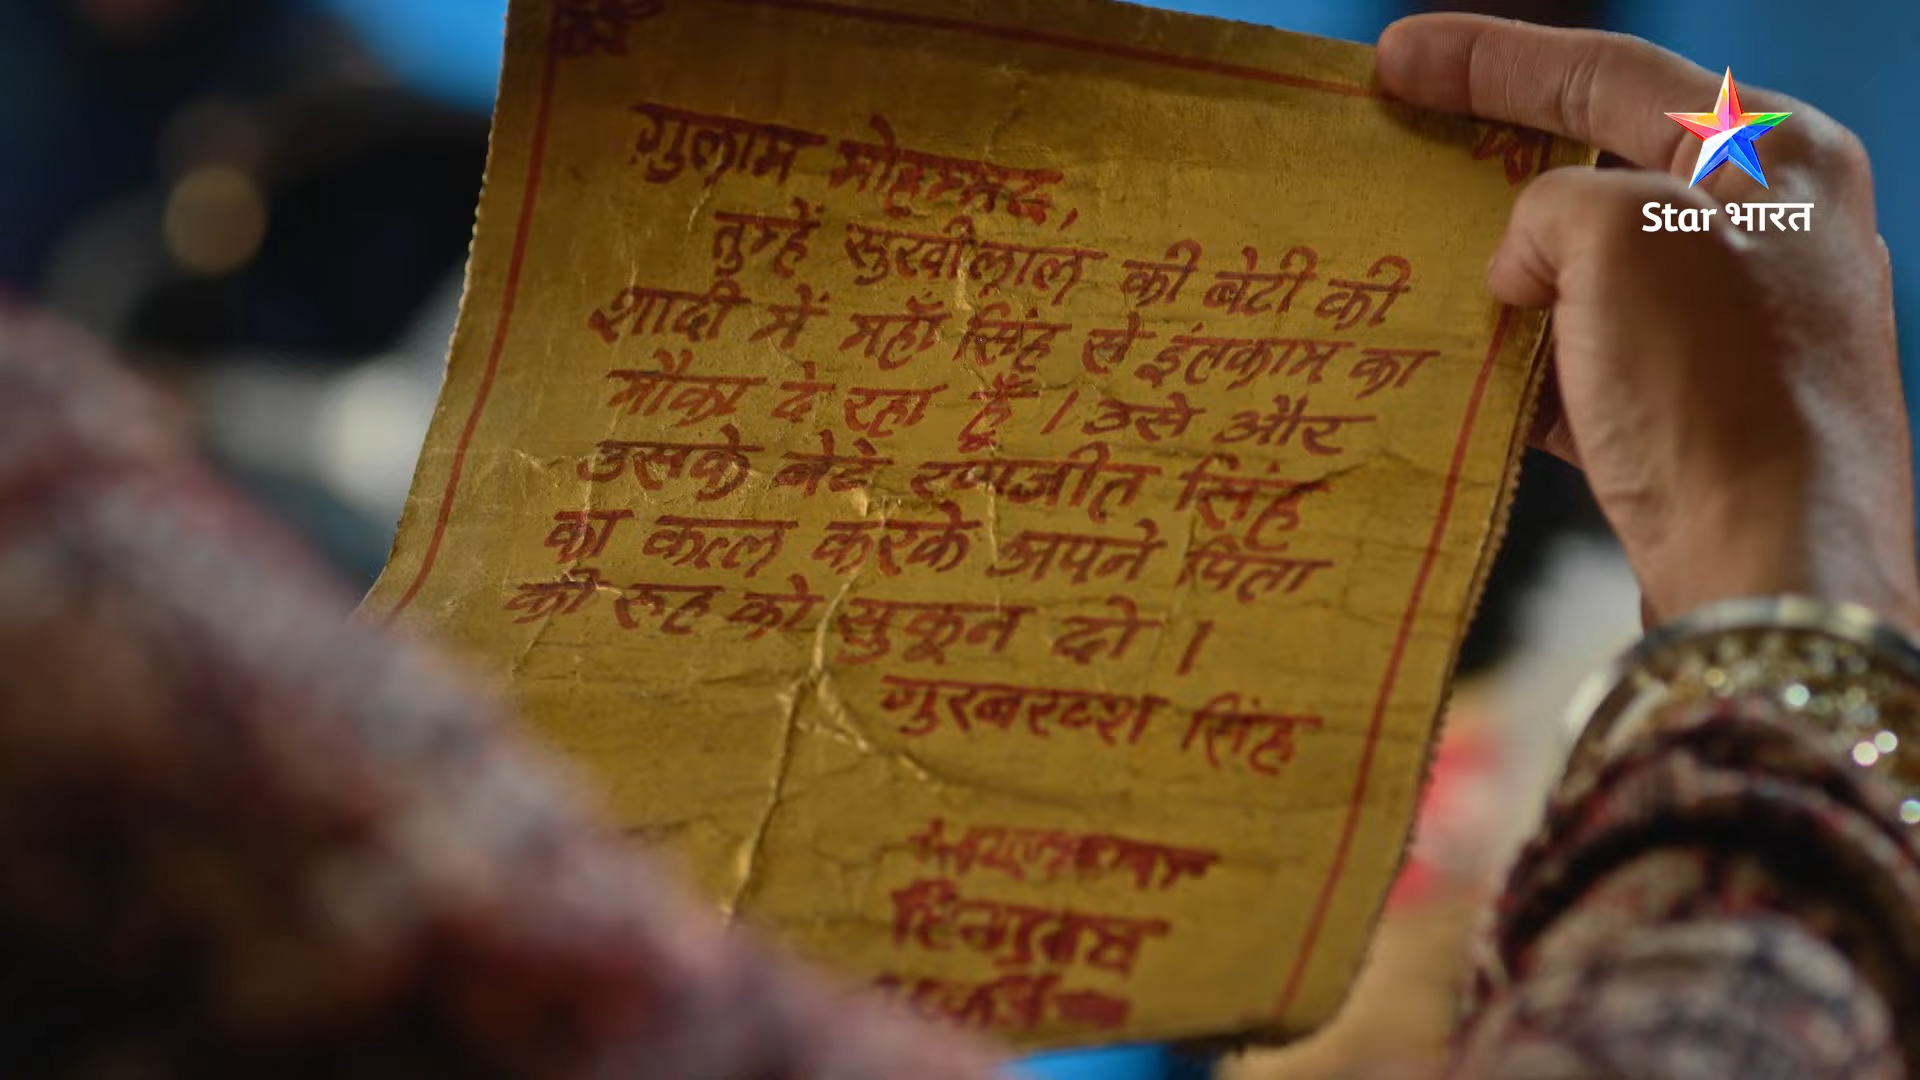 ग़ुलाम मोहम्मद,
तुम्हें सुखीलाल की बेटी की
शादी में महाँ सिंह से इंतकाम का
मौका दे रहा हूँ । उसे और
उसके बेटे रणजीत सिंह
का कत्ल करके अपने पिता
की रूह को सुकून दो ।
गुरबख्श सिंह
Star भारत